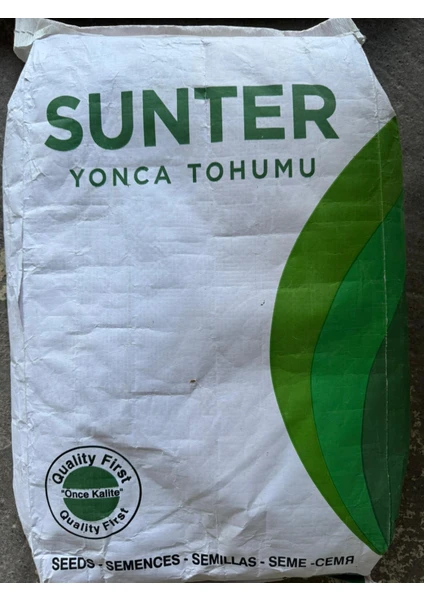 SUNTER
YONCA TOHUMU
Quality First
"Önce Kalite"
Quality First
SEEDS - SEMENCES - SEMILLAS - SEME -СЕМЯ